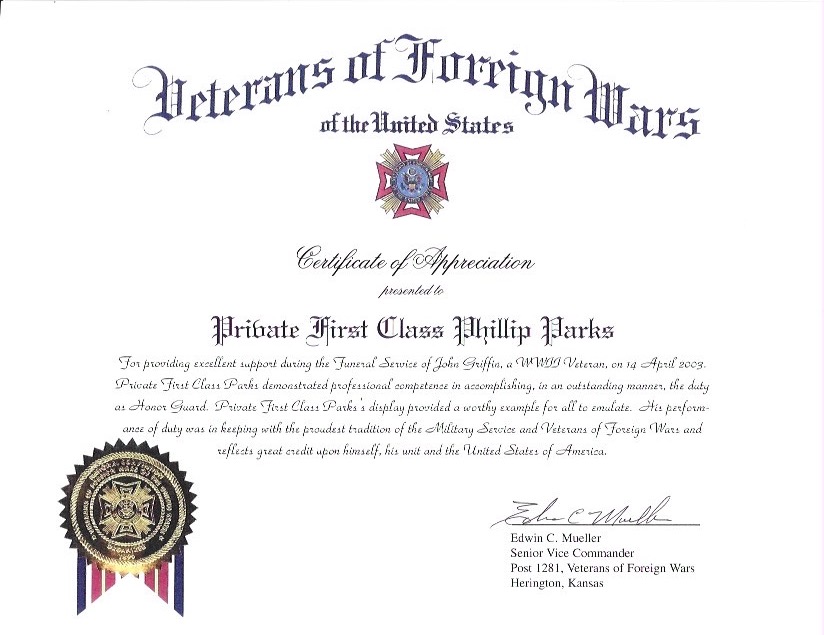 Veterans of Foreign Wars
of the United States
Certificate of Appreciation
presented to
Private First Class Phillip Parks
For providing excellent support during the Funeral Service of John Griffin, a WWII Veteran, on 14 April 2003.
Private First Class Parks demonstrated professional competence in accomplishing, in an outstanding manner, the duty
as Honor Guard. Private First Class Parks's display provided a worthy example for all to emulate. His perform-
ance of duty was in keeping with the proudest tradition of the Military Service and Veterans of Foreign Wars and
reflects great credit upon himself, his unit and the United States of America.
Edwin C. Mueller
Senior Vice Commander
Post 1281, Veterans of Foreign Wars
Herington, Kansas